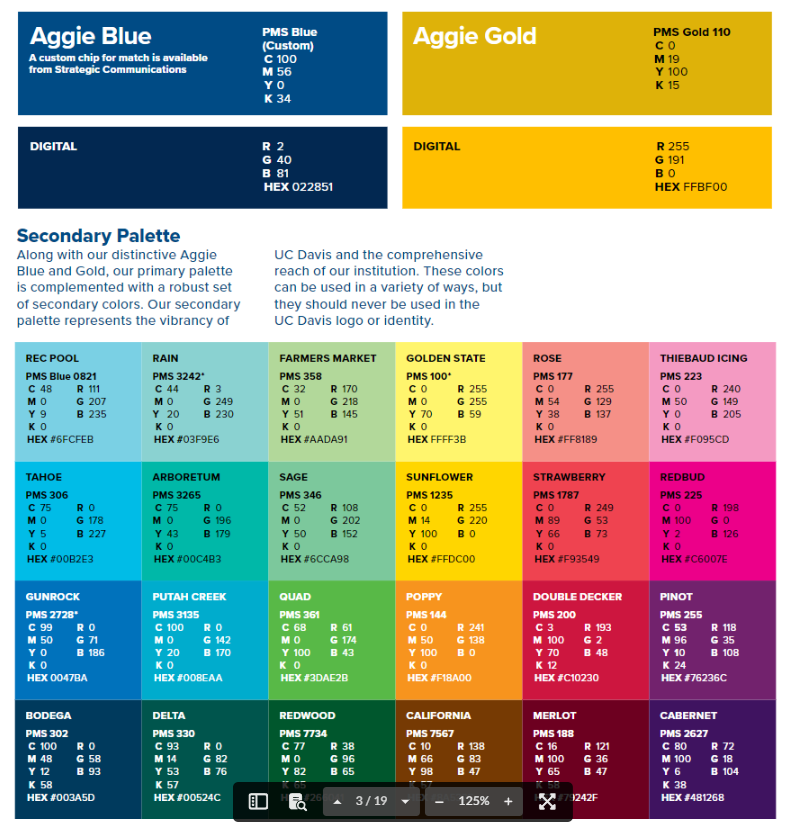 Aggie Blue
A custom chip for match is available
from Strategic Communications
PMS Blue
(Custom)
C 100
M 56
Y 0
K 34
Aggie Gold
PMS Gold 110
C 0
M 19
Y 100
K 15
DIGITAL
R 2
G 40
B 81
HEX 022851
DIGITAL
R 255
G 191
B 0
HEX FFBF00
Secondary Palette
Along with our distinctive Aggie
Blue and Gold, our primary palette
is complemented with a robust set
of secondary colors. Our secondary
palette represents the vibrancy of
UC Davis and the comprehensive
reach of our institution. These colors
can be used in a variety of ways, but
they should never be used in the
UC Davis logo or identity.
REC POOL
PMS Blue 0821
C 48 R 111
M 0 G 207
Y 9 B 235
K 0
HEX #6FCFEB
RAIN
PMS 3242*
C 44 R 3
M 0 G 249
Y 20 B 230
K 0
HEX #03F9E6
FARMERS MARKET
PMS 358
C 32 R 170
M 0 G 218
Y 51 B 145
K 0
HEX #AADA91
GOLDEN STATE
PMS 100*
C 0 R 255
M 0 G 255
Y 70 B 59
K 0
HEX FFFF3B
ROSE
PMS 177
C 0 R 255
M 54 G 129
Y 38 B 137
K 0
HEX #FF8189
THIEBAUD ICING
PMS 223
C 0 R 240
M 50 G 149
Y 0 B 205
K 0
HEX #F095CD
TAHOE
PMS 306
C 75 R 0
M 0 G 178
Y 5 B 227
K 0
HEX #00B2E3
ARBORETUM
PMS 3265
C 75 R 0
M 0 G 196
Y 43 B 179
K 0
HEX #00C4B3
SAGE
PMS 346
C 52 R 108
M 0 G 202
Y 50 B 152
K 0
HEX #6CCA98
SUNFLOWER
PMS 1235
C 0 R 255
M 14 G 220
Y 100 B 0
K 0
HEX #FFDC00
STRAWBERRY
PMS 1787
C 0 R 249
M 89 G 53
Y 66 B 73
K 0
HEX #F93549
REDBUD
PMS 225
C 0 R 198
M 100 G 0
Y 2 B 126
K 0
HEX #C6007E
GUNROCK
PMS 2728*
C 99 R 0
M 50 G 71
Y 0 B 186
K 0
HEX 0047BA
PUTAH CREEK
PMS 3135
C 100 R 0
M 0 G 142
Y 20 B 170
K 0
HEX #008EAA
QUAD
PMS 361
C 68 R 61
M 0 G 174
Y 100 B 43
K 0
HEX #3DAE2B
POPPY
PMS 144
C 0 R 241
M 50 G 138
Y 100 B 0
K 0
HEX #F18A00
DOUBLE DECKER
PMS 200
C 3 R 193
M 100 G 2
Y 70 B 48
K 12
HEX #C10230
PINOT
PMS 255
C 53 R 118
M 96 G 35
Y 10 B 108
K 24
HEX #76236C
BODEGA
PMS 302
C 100 R 0
M 48 G 58
Y 12 B 93
K 58
HEX #003A5D
DELTA
PMS 330
C 93 R 0
M 14 G 82
Y 53 B 76
K 57
HEX #00524C
REDWOOD
PMS 7734
C 77 R 38
M 0 G 96
Y 82 B 65
K 65
CALIFORNIA
PMS 7567
C 10 R 138
M 66 G 83
Y 98 B 47
K 57
MERLOT
PMS 188
C 16 R 121
M 100 G 36
Y 65 B 47
K 58
#79242F
CABERNET
PMS 2627
C 80 R 72
M 100 G 18
Y 6 B 104
K 38
HEX #481268
3 / 19
125%